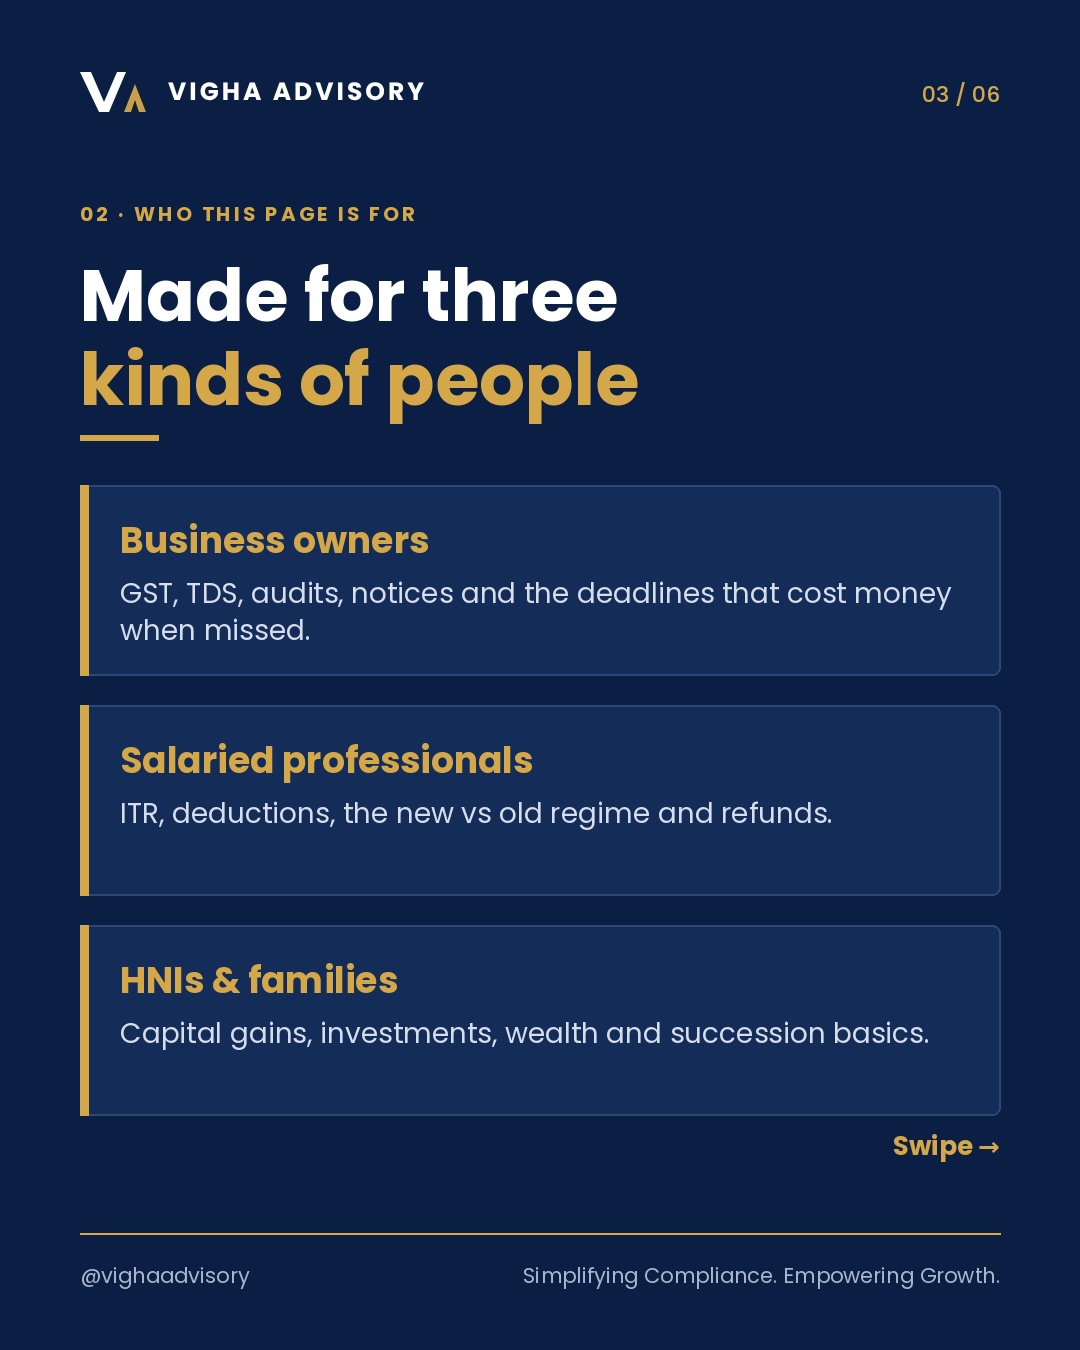 VIGHA ADVISORY
03 / 06
02 · WHO THIS PAGE IS FOR
Made for three
kinds of people
Business owners
GST, TDS, audits, notices and the deadlines that cost money
when missed.
Salaried professionals
ITR, deductions, the new vs old regime and refunds.
HNIs & families
Capital gains, investments, wealth and succession basics.
Swipe →
@vighaadvisory
Simplifying Compliance. Empowering Growth.